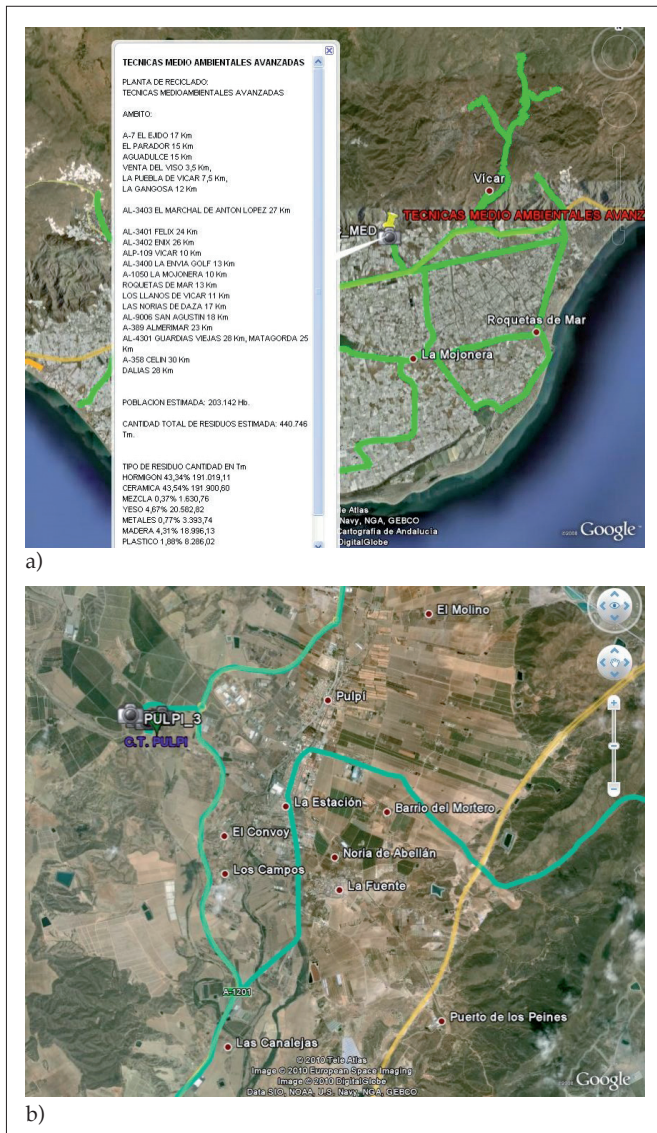 TECNICAS MEDIO AMBIENTALES AVANZADAS
PLANTA DE RECICLADO:
TECNICAS MEDIOAMBIENTALES AVANZADAS
AMBITO:
A-7 EL EJIDO 17 Km
EL PARADOR 15 Km
AGUADULCE 15 Km
VENTA DEL VISO 3,5 Km,
LA PUEBLA DE VICAR 7,5 Km,
LA GANGOSA 12 Km
AL-3403 EL MARCHAL DE ANTON LOPEZ 27 Km
AL-3401 FELIX 24 Km
AL-3402 ENIX 26 Km
ALP-109 VICAR 10 Km
AL-3400 LA ENVIA GOLF 13 Km
A-1050 LA MOJONERA 10 Km
ROQUETAS DE MAR 13 Km
LOS LLANOS DE VICAR 11 Km
LAS NORIAS DE DAZA 17 Km
AL-9006 SAN AGUSTIN 18 Km
A-389 ALMERIMAR 23 Km
AL-4301 GUARDIAS VIEJAS 28 Km, MATAGORDA 25
Km
A-358 CELIN 30 Km
DALIAS 28 Km
POBLACION ESTIMADA: 203.142 Hb.
CANTIDAD TOTAL DE RESIDUOS ESTIMADA: 440.746
Tm.
TIPO DE RESIDUO CANTIDAD EN Tm
HORMIGON 43,34% 191.019,11
CERAMICA 43,54% 191.900,60
MEZCLA 0,37% 1.630,76
YESO 4,67% 20.582,82
METALES 0,77% 3.393,74
MADERA 4,31% 18.996,13
PLASTICO 1,88% 8.286,02
Vicar
TECNICAS MEDIO AMBIENTALES AVANZ
_MED
Roquetas de Mar
La Mojonera
Tele Atlas
Navy, NGA, GEBCO
Cartografia de Andalucía
DigitalGlobe
Google
a)
El Molino
Pulpí
PULPI_3
C.T. PULPI
La Estación
Barrio del Mortero
El Convoy
Noria de Abellán
Los Campos
La Fuente
A-1201
Puerto de los Peines
Las Canalejas
© 2010 Tele Atlas
Image © 2010 European Space Imaging
Image © 2010 DigitalGlobe
Data SIO, NOAA, U.S. Navy, NGA, GEBCO
Google
b)